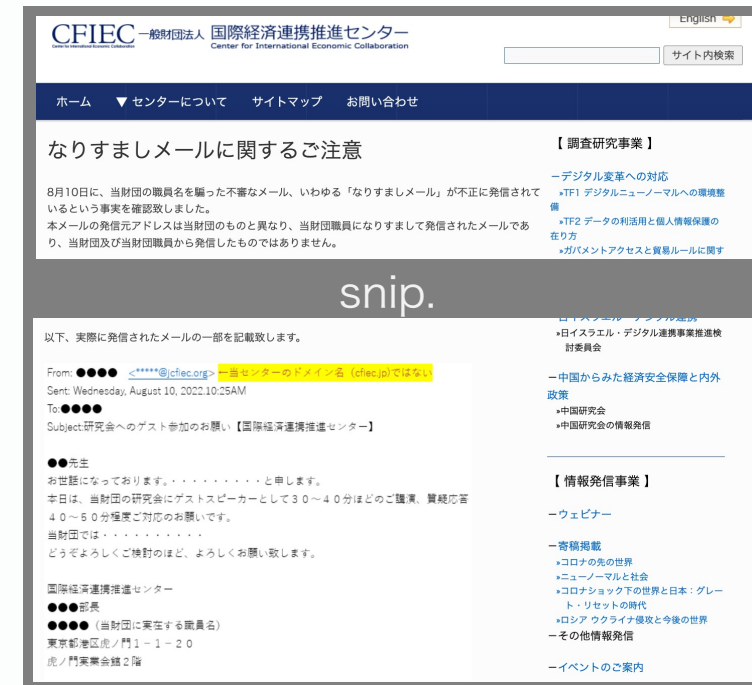 CFIEC 一般財団法人 国際経済連携推進センター
Center for International Economic Collaboration
Center for International Economic Collaboration
English
サイト内検索
ホーム ▼ センターについて サイトマップ お問い合わせ
なりすましメールに関するご注意
8月10日に、当財団の職員名を騙った不審なメール、いわゆる「なりすましメール」が不正に発信されて
いるという事実を確認致しました。
本メールの発信元アドレスは当財団のものと異なり、当財団職員になりすまして発信されたメールであ
り、当財団及び当財団職員から発信したものではありません。
【 調査研究事業 】
ーデジタル変革への対応
»TF1 デジタルニューノーマルへの環境整
備
»TF2 データの利活用と個人情報保護の
在り方
»ガバメントアクセスと貿易ルールに関す
snip.
以下、実際に発信されたメールの一部を記載致します。
From: ●●●● <*****@jcfiec.org> ←当センターのドメイン名（cfiec.jp)ではない
Sent: Wednesday, August 10, 2022.10:25AM
To:●●●●
Subject:研究会へのゲスト参加のお願い【国際経済連携推進センター】
●●先生
お世話になっております。・・・・・・・・・と申します。
本日は、当財団の研究会にゲストスピーカーとして３０～４０分ほどのご講演、質疑応答
４０～５０分程度ご対応のお願いです。
当財団では・・・・・・・・・・
どうぞよろしくご検討のほど、よろしくお願い致します。
国際経済連携推進センター
●●●部長
●●●●（当財団に実在する職員名）
東京都港区虎ノ門１－１－２０
虎ノ門実業会館２階
日イスラエル・デジタル連携
»日イスラエル・デジタル連携事業推進検
討委員会
ー中国からみた経済安全保障と内外
政策
»中国研究会
»中国研究会の情報発信
【 情報発信事業 】
ーウェビナー
ー寄稿掲載
»コロナの先の世界
»ニューノーマルと社会
»コロナショック下の世界と日本：グレー
ト・リセットの時代
»ロシア ウクライナ侵攻と今後の世界
ーその他情報発信
ーイベントのご案内